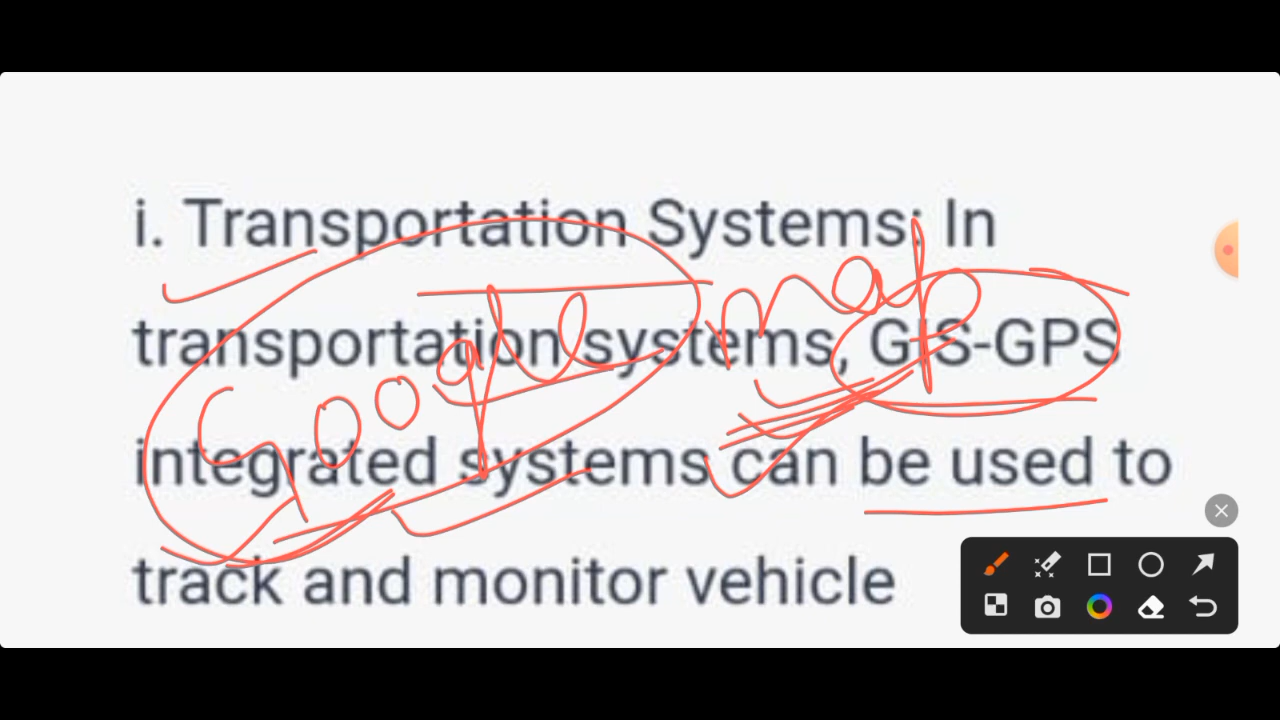 i. Transportation Systems: In
transportation systems, GIS-GPS
Google map
integrated systems can be used to
track and monitor vehicle